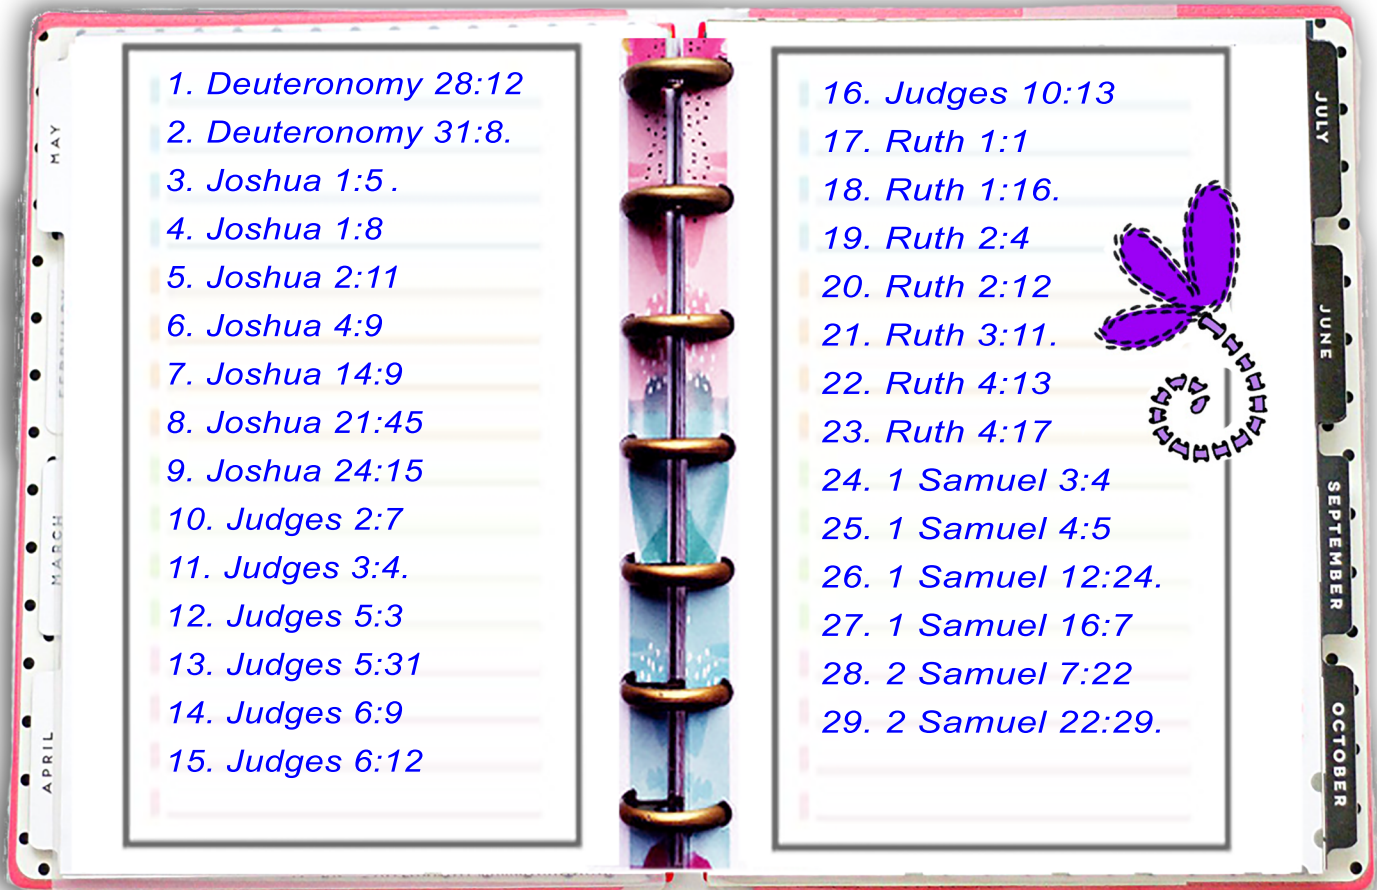 1. Deuteronomy 28:12
2. Deuteronomy 31:8.
3. Joshua 1:5 .
4. Joshua 1:8
5. Joshua 2:11
6. Joshua 4:9
7. Joshua 14:9
8. Joshua 21:45
9. Joshua 24:15
10. Judges 2:7
11. Judges 3:4.
12. Judges 5:3
13. Judges 5:31
14. Judges 6:9
15. Judges 6:12
16. Judges 10:13
17. Ruth 1:1
18. Ruth 1:16.
19. Ruth 2:4
20. Ruth 2:12
21. Ruth 3:11.
22. Ruth 4:13
23. Ruth 4:17
24. 1 Samuel 3:4
25. 1 Samuel 4:5
26. 1 Samuel 12:24.
27. 1 Samuel 16:7
28. 2 Samuel 7:22
29. 2 Samuel 22:29.
MAY
FEBRUARY
MARCH
APRIL
JULY
JUNE
SEPTEMBER
OCTOBER